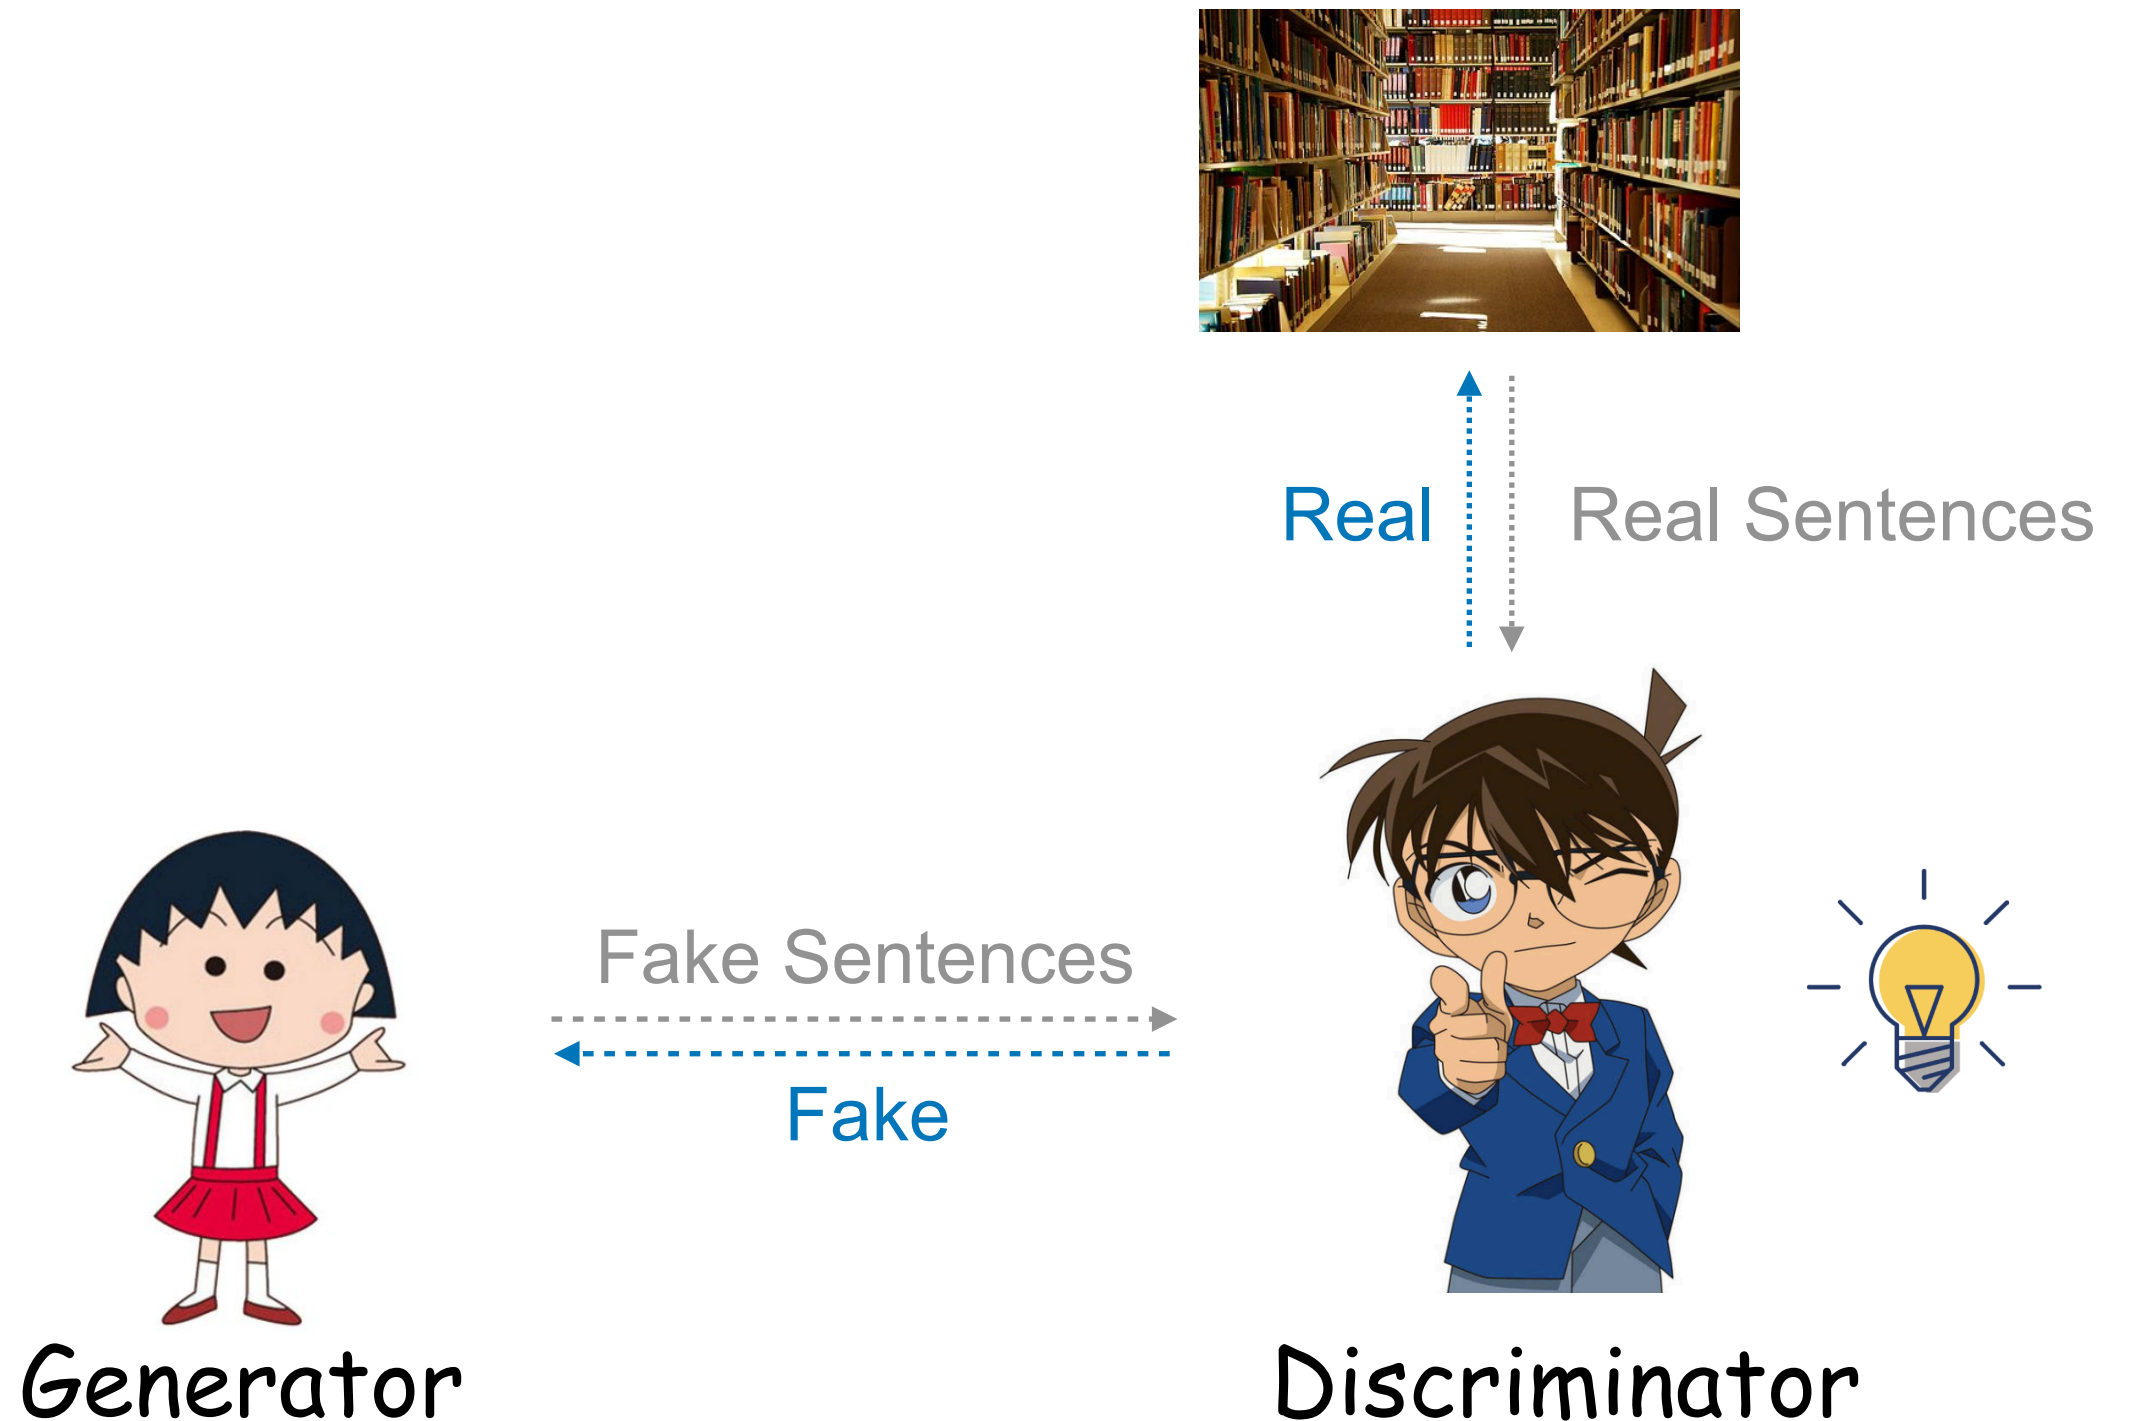 Real
Real Sentences
Fake Sentences
Fake
Generator
Discriminator